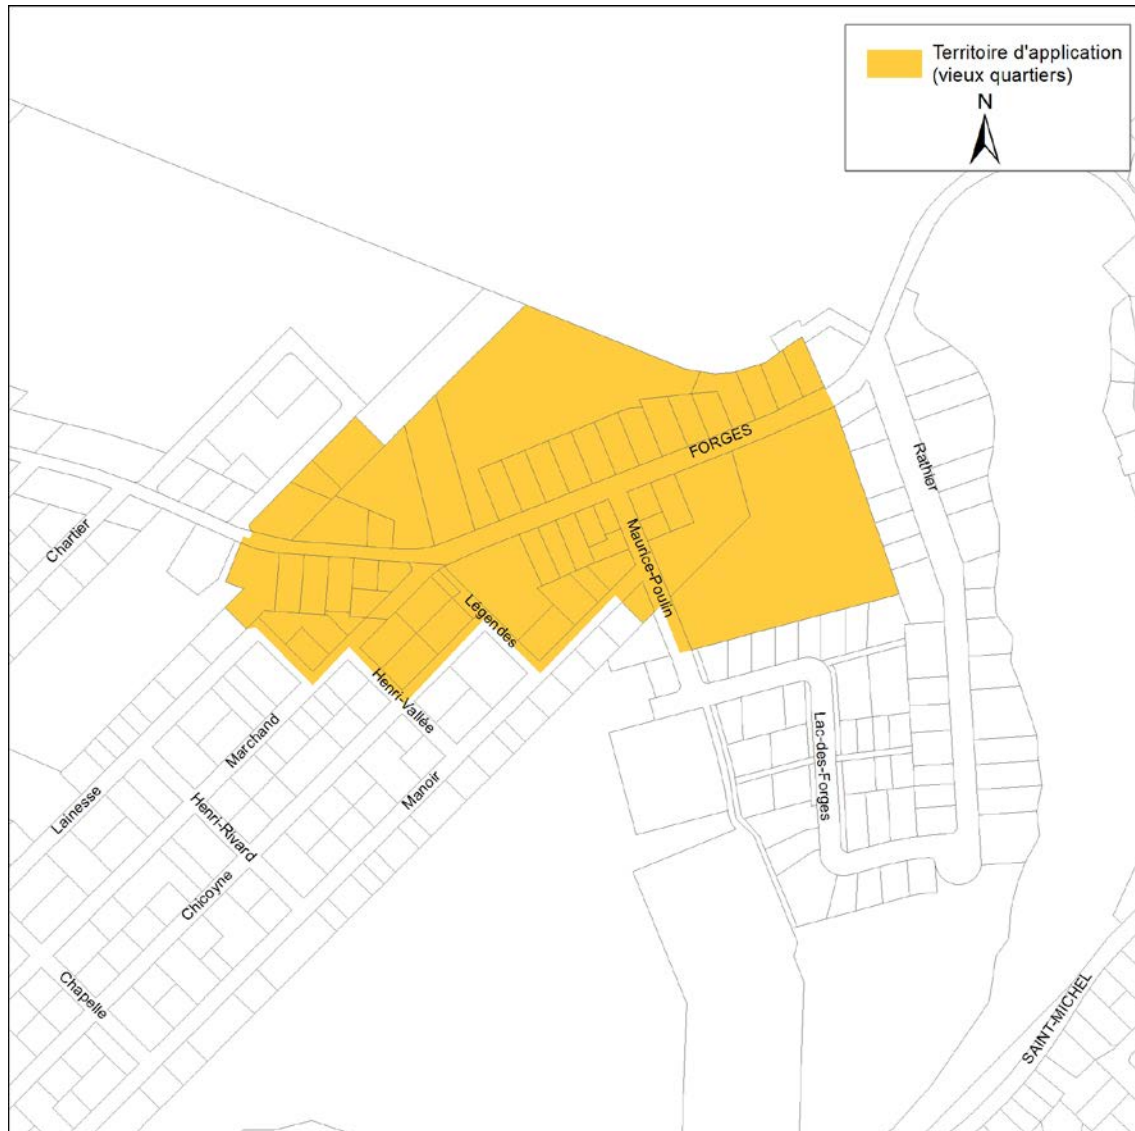 Territoire d'application
(vieux quartiers)
N
FORGES
Rathier
Chartier
Maurice-Poulin
Légendes
Henri-Vallée
Marchand
Lac-des-Forges
Manoir
Lainesse
Henri-Rivard
Chicoyne
Chapelle
SAINT-MICHEL